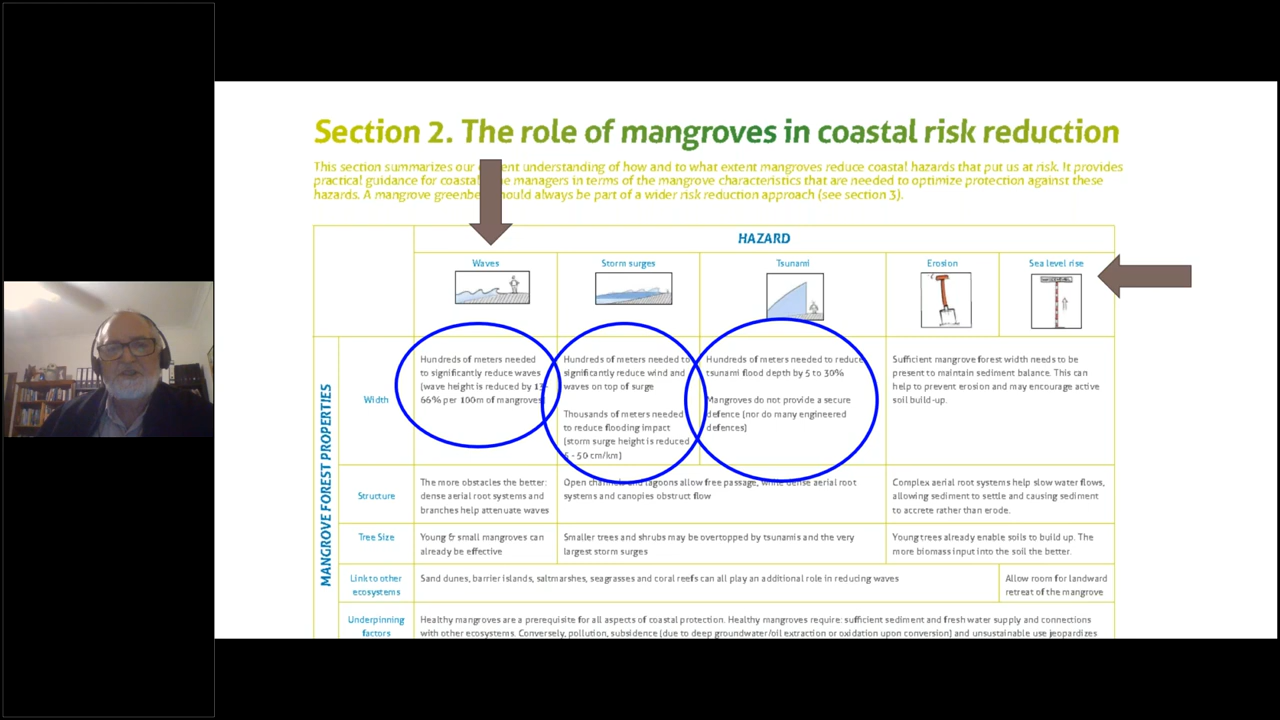 Section 2. The role of mangroves in coastal risk reduction
This section summarizes our ent understanding of how and to what extent mangroves reduce coastal hazards that put us at risk. It provides
practical guidance for coastal ne managers in terms of the mangrove characteristics that are needed to optimize protection against these
hazards. A mangrove greenbe hould always be part of a wider risk reduction approach (see section 3).
HAZARD
Waves
Storm surges
Tsunami
Erosion
Sea level rise
MANGROVE FOREST PROPERTIES
Width
Hundreds of meters needed
to significantly reduce waves
(wave height is reduced by 13-
66% per 100m of mangroves)
Hundreds of meters needed to
significantly reduce wind and
waves on top of surge
Thousands of meters needed
to reduce flooding impact
(storm surge height is reduced
5 - 50 cm/km)
Hundreds of meters needed to reduce
tsunami flood depth by 5 to 30%
Mangroves do not provide a secure
defence (nor do many engineered
defences)
Sufficient mangrove forest width needs to be
present to maintain sediment balance. This can
help to prevent erosion and may encourage active
soil build-up.
Structure
The more obstacles the better:
dense aerial root systems and
branches help attenuate waves
Open channels and lagoons allow free passage, while dense aerial root
systems and canopies obstruct flow
Complex aerial root systems help slow water flows,
allowing sediment to settle and causing sediment
to accrete rather than erode.
Tree Size
Young & small mangroves can
already be effective
Smaller trees and shrubs may be overtopped by tsunamis and the very
largest storm surges
Young trees already enable soils to build up. The
more biomass input into the soil the better.
Link to other
ecosystems
Sand dunes, barrier islands, saltmarshes, seagrasses and coral reefs can all play an additional role in reducing waves
Allow room for landward
retreat of the mangrove
Underpinning
factors
Healthy mangroves are a prerequisite for all aspects of coastal protection. Healthy mangroves require: sufficient sediment and fresh water supply and connections
with other ecosystems. Conversely, pollution, subsidence (due to deep groundwater/oil extraction or oxidation upon conversion) and unsustainable use jeopardizes